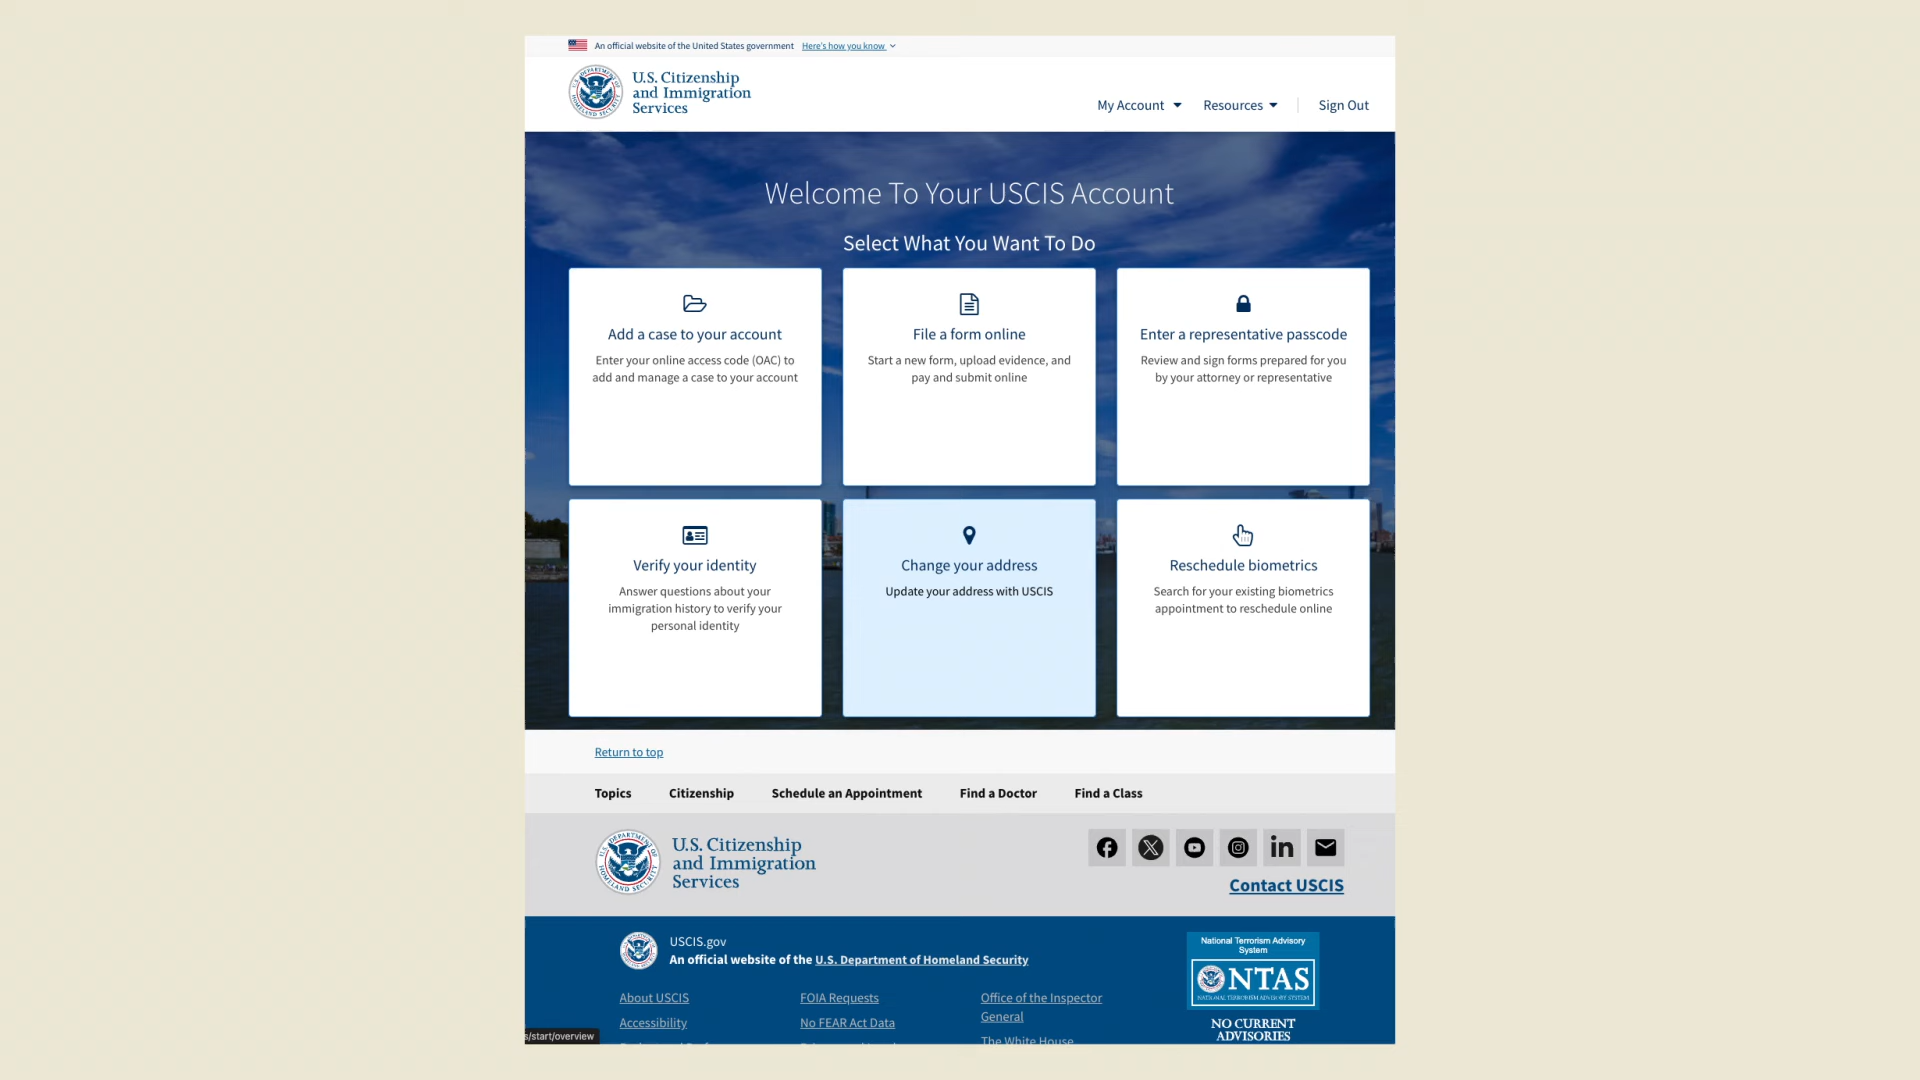 An official website of the United States government Here's how you know
U.S. Citizenship
and Immigration
Services
My Account Resources Sign Out
Welcome To Your USCIS Account
Select What You Want To Do
Add a case to your account
Enter your online access code (OAC) to
add and manage a case to your account
File a form online
Start a new form, upload evidence, and
pay and submit online
Enter a representative passcode
Review and sign forms prepared for you
by your attorney or representative
Verify your identity
Answer questions about your
immigration history to verify your
personal identity
Change your address
Update your address with USCIS
Reschedule biometrics
Search for your existing biometrics
appointment to reschedule online
Return to top
Topics Citizenship Schedule an Appointment Find a Doctor Find a Class
U.S. Citizenship
and Immigration
Services
Contact USCIS
USCIS.gov
An official website of the U.S. Department of Homeland Security
About USCIS
Accessibility
FOIA Requests
No FEAR Act Data
Office of the Inspector
General
The White House
National Terrorism Advisory
System
NTAS
NATIONAL TERRORISM ADVISORY SYSTEM
NO CURRENT
ADVISORIES
s/start/overview